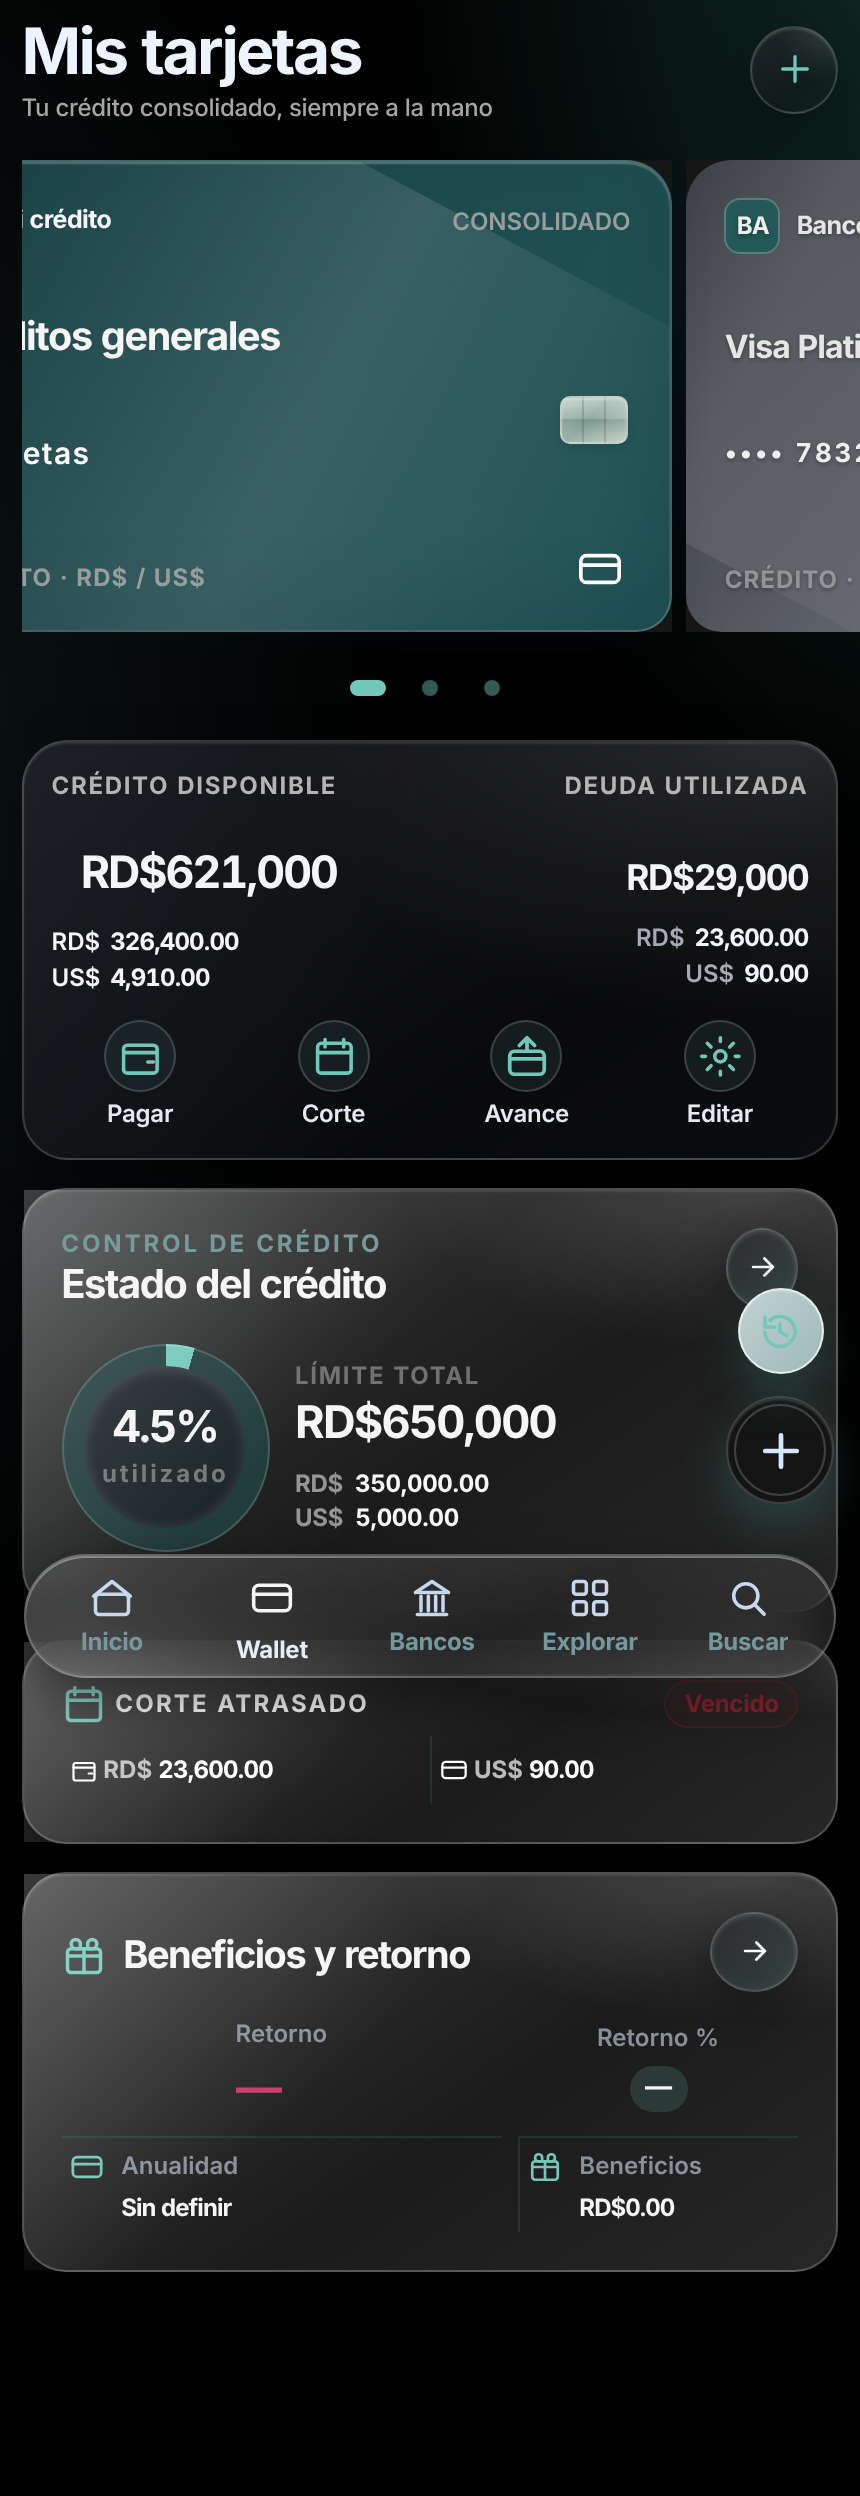 Mis tarjetas
Tu crédito consolidado, siempre a la mano
crédito
CONSOLIDADO
BA
litos generales
Visa Plati
etas
•••• 7832
TO · RD$ / US$
CRÉDITO ·
CRÉDITO DISPONIBLE
DEUDA UTILIZADA
RD$621,000
RD$29,000
RD$ 326,400.00
RD$ 23,600.00
US$ 4,910.00
US$ 90.00
Pagar
Corte
Avance
Editar
CONTROL DE CRÉDITO
Estado del crédito
4.5%
utilizado
LÍMITE TOTAL
RD$650,000
RD$ 350,000.00
US$ 5,000.00
Inicio
Wallet
Bancos
Explorar
Buscar
CORTE ATRASADO
Vencido
RD$ 23,600.00
US$ 90.00
Beneficios y retorno
Retorno
Retorno %
—
—
Anualidad
Sin definir
Beneficios
RD$0.00